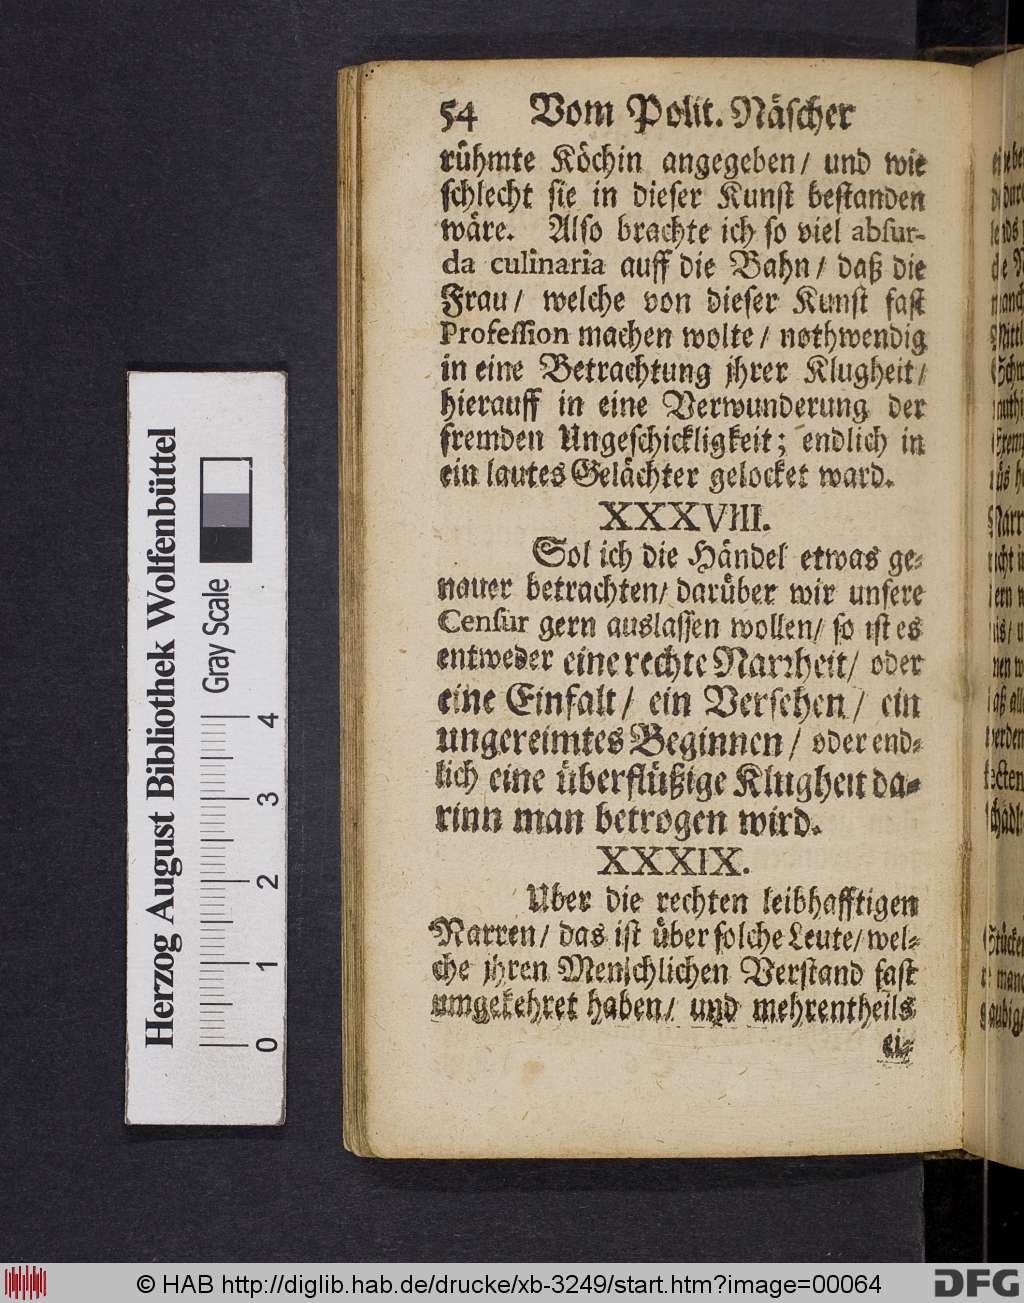 54 Vom Polit. Näscher
rühmte Köchin angegeben/ und wie
schlecht sie in dieser Kunst bestanden
wäre. Also brachte ich so viel absur-
da culinaria auff die Bahn/ daß die
Frau/ welche von dieser Kunst fast
Profession machen wolte/ nothwendig
in eine Betrachtung jhrer Klugheit/
hierauff in eine Verwunderung der
fremden Ungeschickligkeit; endlich in
ein lautes Gelächter gelocket ward.
XXXVIII.
Sol ich die Händel etwas ge-
nauer betrachten/ darüber wir unsere
Censur gern auslassen wollen/ so ist es
entweder eine rechte Narrheit/ oder
eine Einfalt/ ein Versehen/ ein
ungereimtes Beginnen/ oder end-
lich eine überflüßige Klugheit da-
rinn man betrogen wird.
XXXIX.
Uber die rechten leibhafftigen
Narren/ das ist über solche Leute/ wel-
che jhren Menschlichen Verstand fast
umgekehret haben/ und mehrentheils
ei-
Herzog August Bibliothek Wolfenbüttel
Gray Scale
0 1 2 3 4
© HAB http://diglib.hab.de/drucke/xb-3249/start.htm?image=00064
DFG